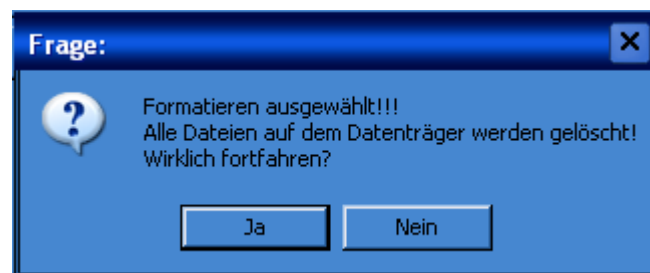 Frage:
Formatieren ausgewählt!!!
Alle Dateien auf dem Datenträger werden gelöscht!
Wirklich fortfahren?
Ja Nein